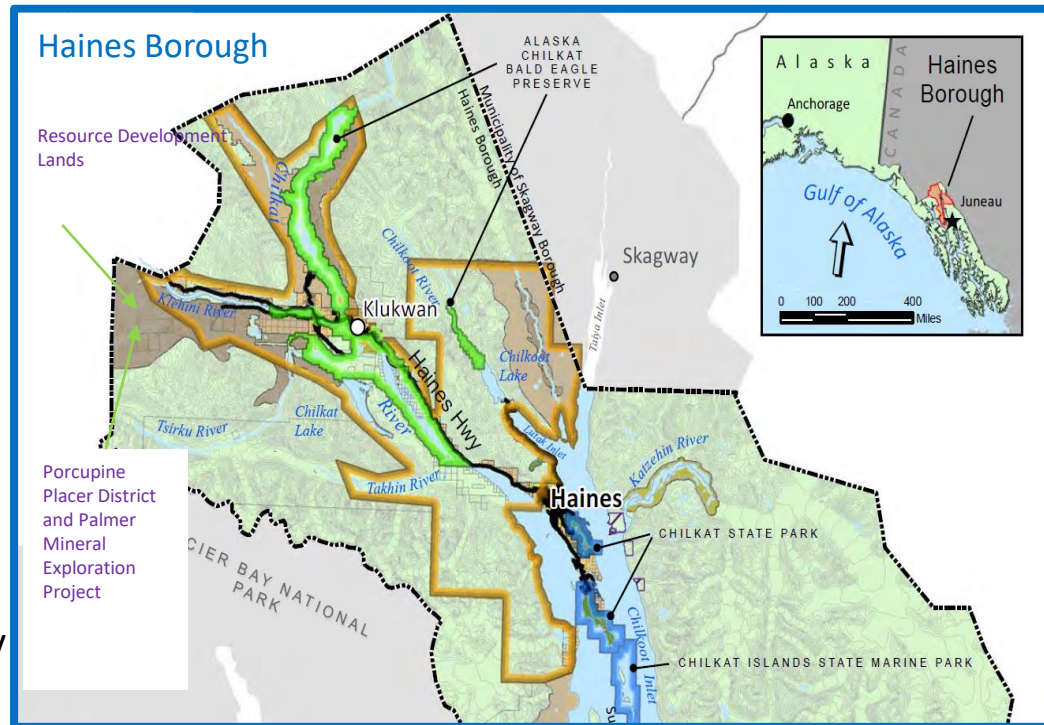 Haines Borough
ALASKA
CHILKAT
BALD EAGLE
PRESERVE
Municipality of Skagway Borough
Haines Borough
Resource Development
Lands
Chilkat
Chilkoot River
Skagway
Taiya Inlet
Klehini River
Klukwan
Chilkoot
Lake
Haines Hwy
Chilkat
Lake
River
Tsirku River
Lutak Inlet
Katzehin River
Takhin River
Haines
Porcupine
Placer District
and Palmer
Mineral
Exploration
Project
CIER BAY NATIONAL
PARK
CHILKAT STATE PARK
Chilkoot
Inlet
CHILKAT ISLANDS STATE MARINE PARK
Su
Alaska
CANADA
Haines
Borough
Anchorage
Juneau
Gulf of Alaska
0 100 200 400
Miles